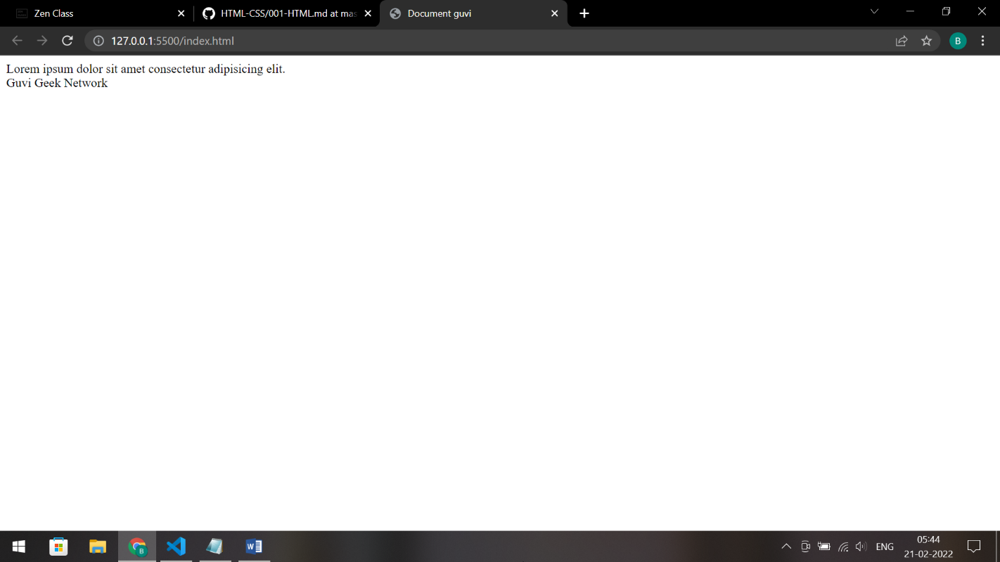 Zen Class
HTML-CSS/001-HTML.md at mas
Document guvi
127.0.0.1:5500/index.html
B
Lorem ipsum dolor sit amet consectetur adipisicing elit.
Guvi Geek Network
B
W
ENG
05:44
21-02-2022